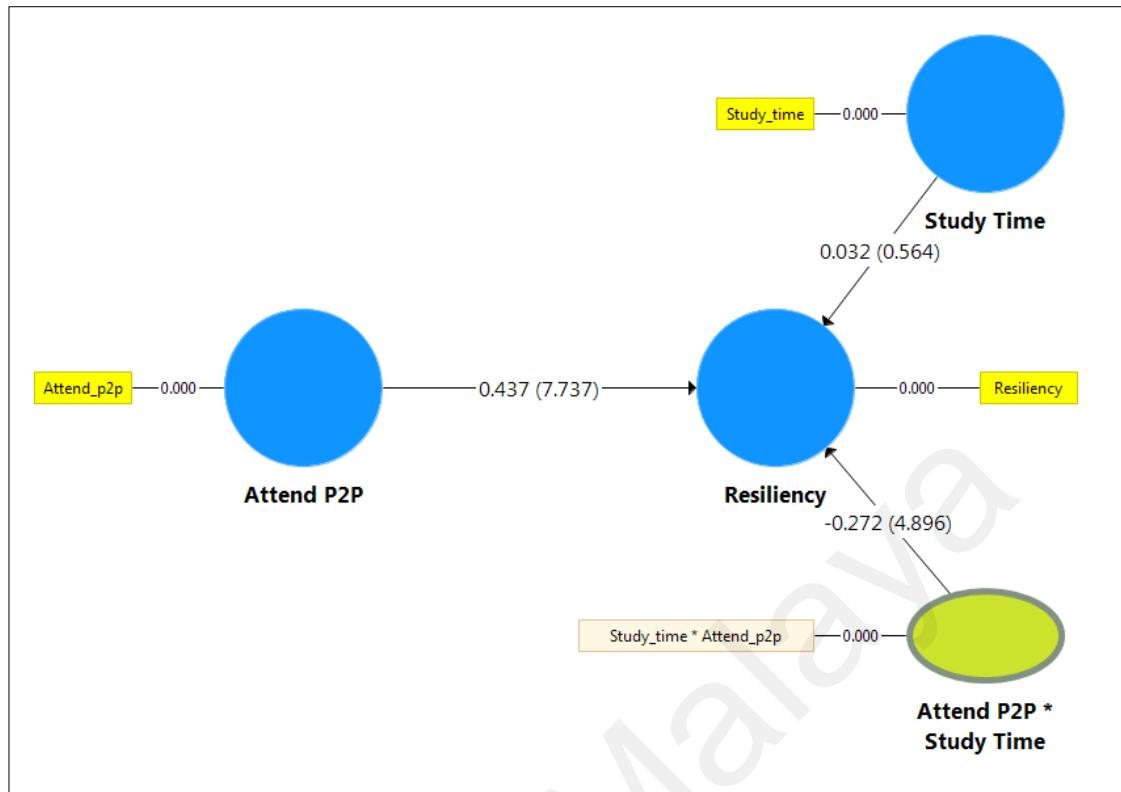 Study_time
0.000
Study Time
0.032 (0.564)
Attend_p2p
0.000
0.437 (7.737)
0.000
Resiliency
Attend P2P
Resiliency
-0.272 (4.896)
Study_time * Attend_p2p
0.000
Attend P2P *
Study Time
Malaya